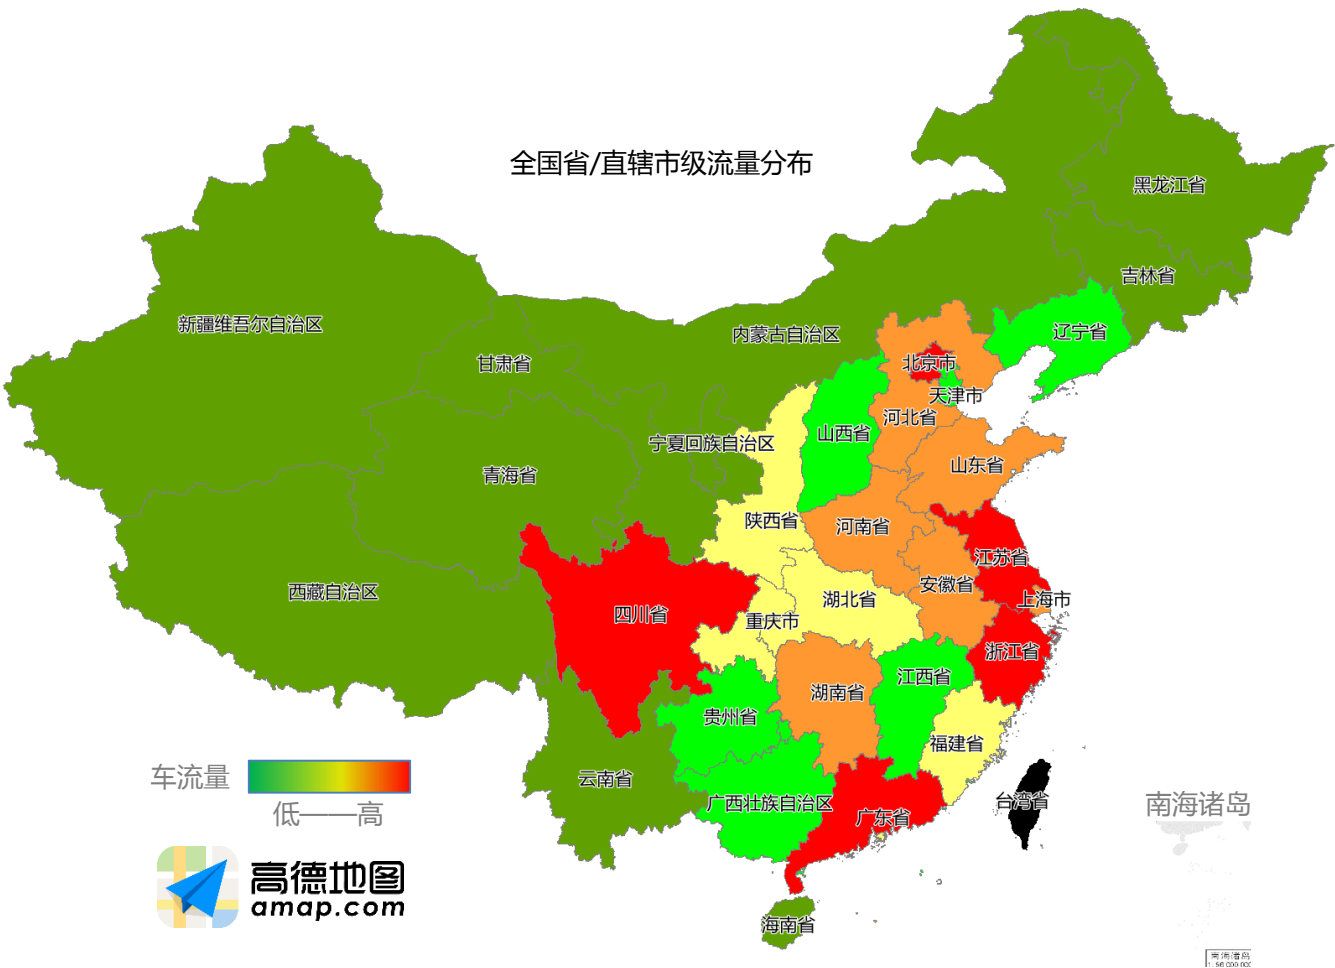 全国省/直辖市级流量分布
黑龙江省
吉林省
新疆维吾尔自治区
内蒙古自治区
辽宁省
甘肃省
北京市
天津市
河北省
山西省
宁夏回族自治区
山东省
青海省
陕西省
河南省
江苏省
安徽省
西藏自治区
上海市
湖北省
四川省
重庆市
浙江省
江西省
湖南省
贵州省
福建省
云南省
台湾省
广西壮族自治区
广东省
海南省
车流量
低——高
高德地图
amap.com
南海诸岛
南海诸岛